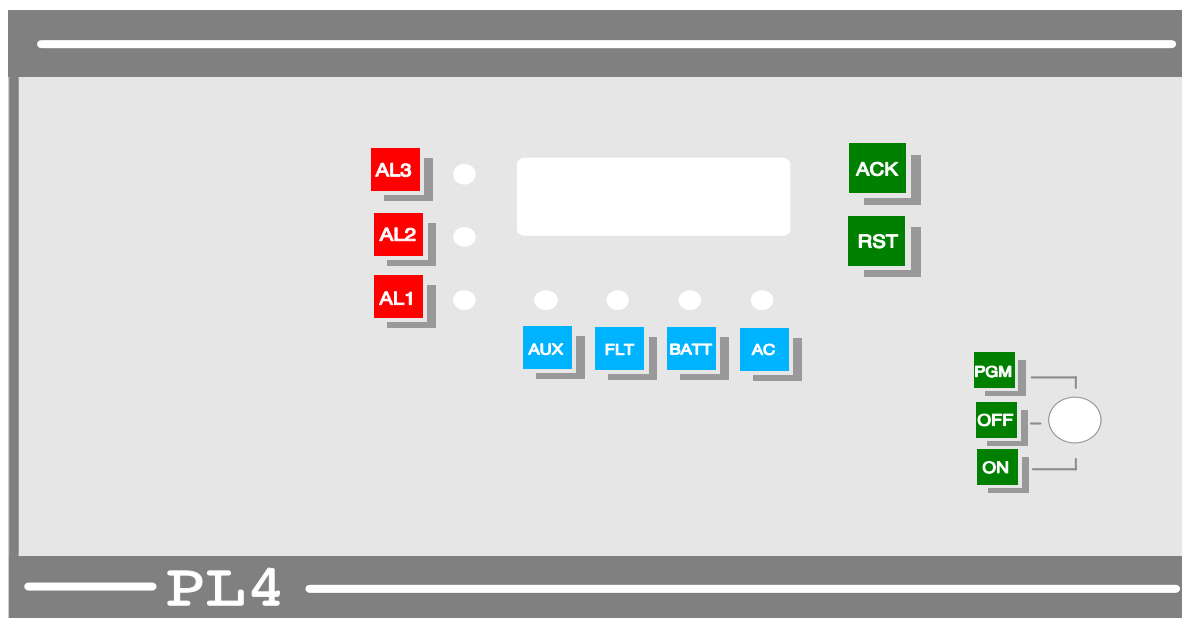 AL3
ACK
AL2
RST
AL1
AUX FLT BATT AC
PGM
OFF
ON
PL4